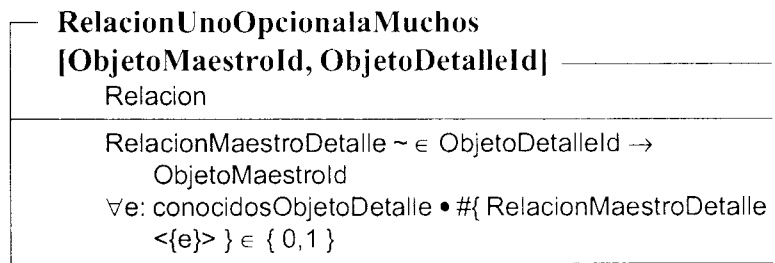 RelacionUnoOpcionalaMuchos
[ObjetoMaestroId, ObjetoDetalleId]
Relacion
RelacionMaestroDetalle ~ ∈ ObjetoDetalleId →
ObjetoMaestroId
∀e: conocidosObjetoDetalle • #{ RelacionMaestroDetalle
<{e}> } ∈ { 0,1 }